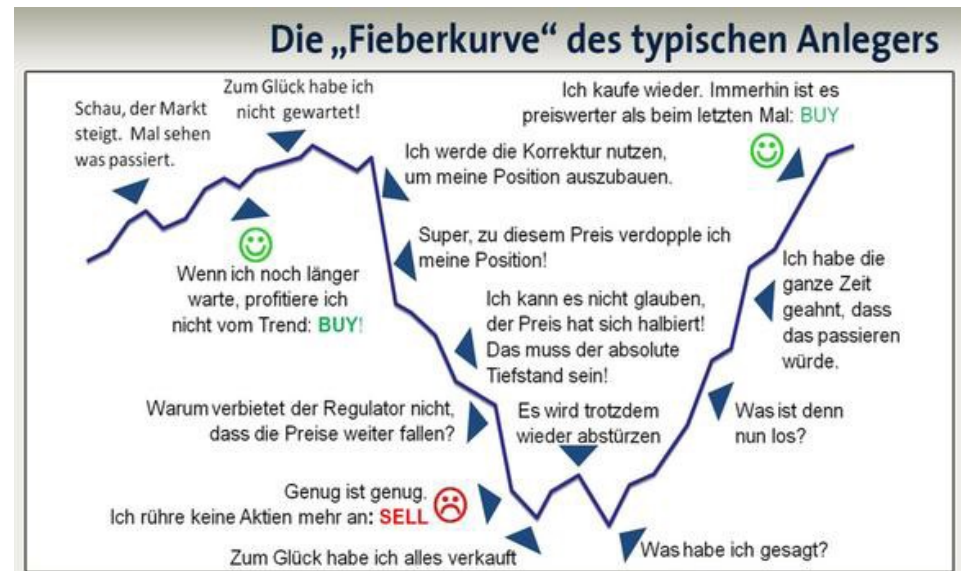 Die „Fieberkurve“ des typischen Anlegers
Schau, der Markt
steigt. Mal sehen
was passiert.
Zum Glück habe ich
nicht gewartet!
Wenn ich noch länger
warte, profitiere ich
nicht vom Trend: BUY!
Ich werde die Korrektur nutzen,
um meine Position auszubauen.
Super, zu diesem Preis verdopple ich
meine Position!
Ich kann es nicht glauben,
der Preis hat sich halbiert!
Das muss der absolute
Tiefstand sein!
Warum verbietet der Regulator nicht,
dass die Preise weiter fallen?
Genug ist genug.
Ich rühre keine Aktien mehr an: SELL
Zum Glück habe ich alles verkauft
Es wird trotzdem
wieder abstürzen
Was habe ich gesagt?
Was ist denn
nun los?
Ich habe die
ganze Zeit
geahnt, dass
das passieren
würde.
Ich kaufe wieder. Immerhin ist es
preiswerter als beim letzten Mal: BUY